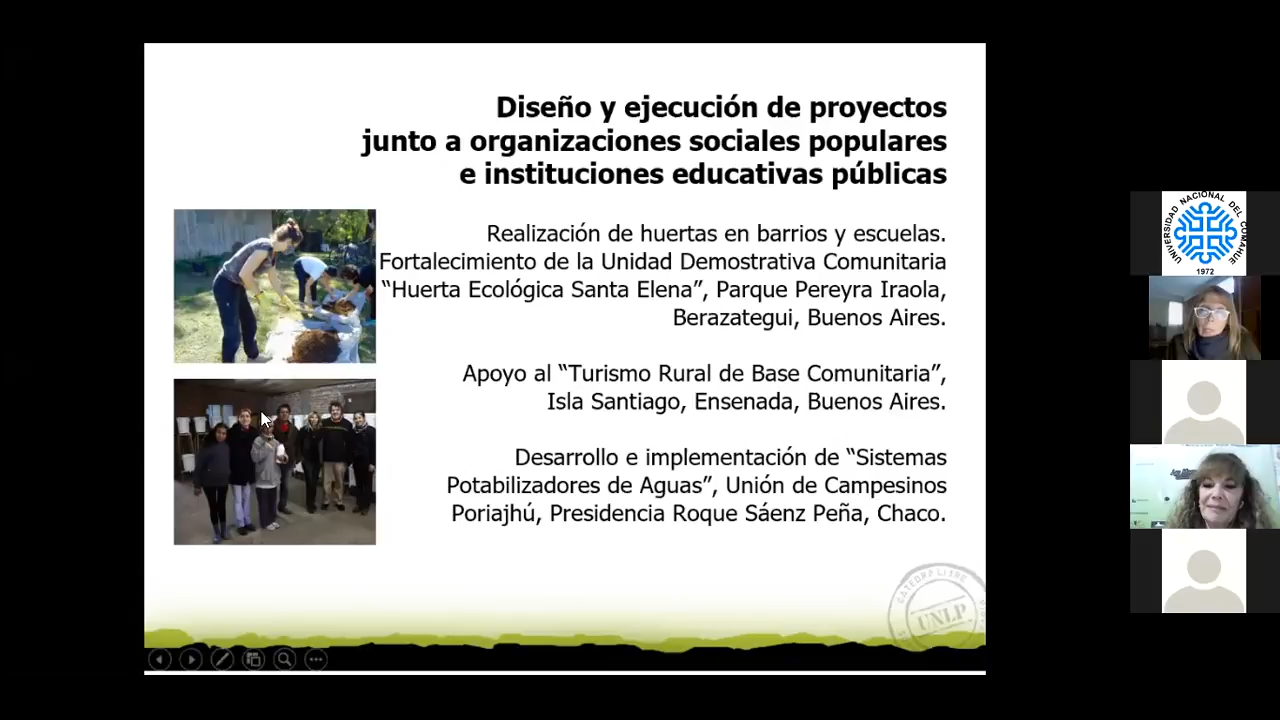 Diseño y ejecución de proyectos
junto a organizaciones sociales populares
e instituciones educativas públicas
Realización de huertas en barrios y escuelas.
Fortalecimiento de la Unidad Demostrativa Comunitaria
“Huerta Ecológica Santa Elena”, Parque Pereyra Iraola,
Berazategui, Buenos Aires.
Apoyo al “Turismo Rural de Base Comunitaria”,
Isla Santiago, Ensenada, Buenos Aires.
Desarrollo e implementación de “Sistemas
Potabilizadores de Aguas”, Unión de Campesinos
Poriajhú, Presidencia Roque Sáenz Peña, Chaco.
CATEDRA LIBRE
UNLP
UNIVERSIDAD NACIONAL DEL COMAHUE
1972